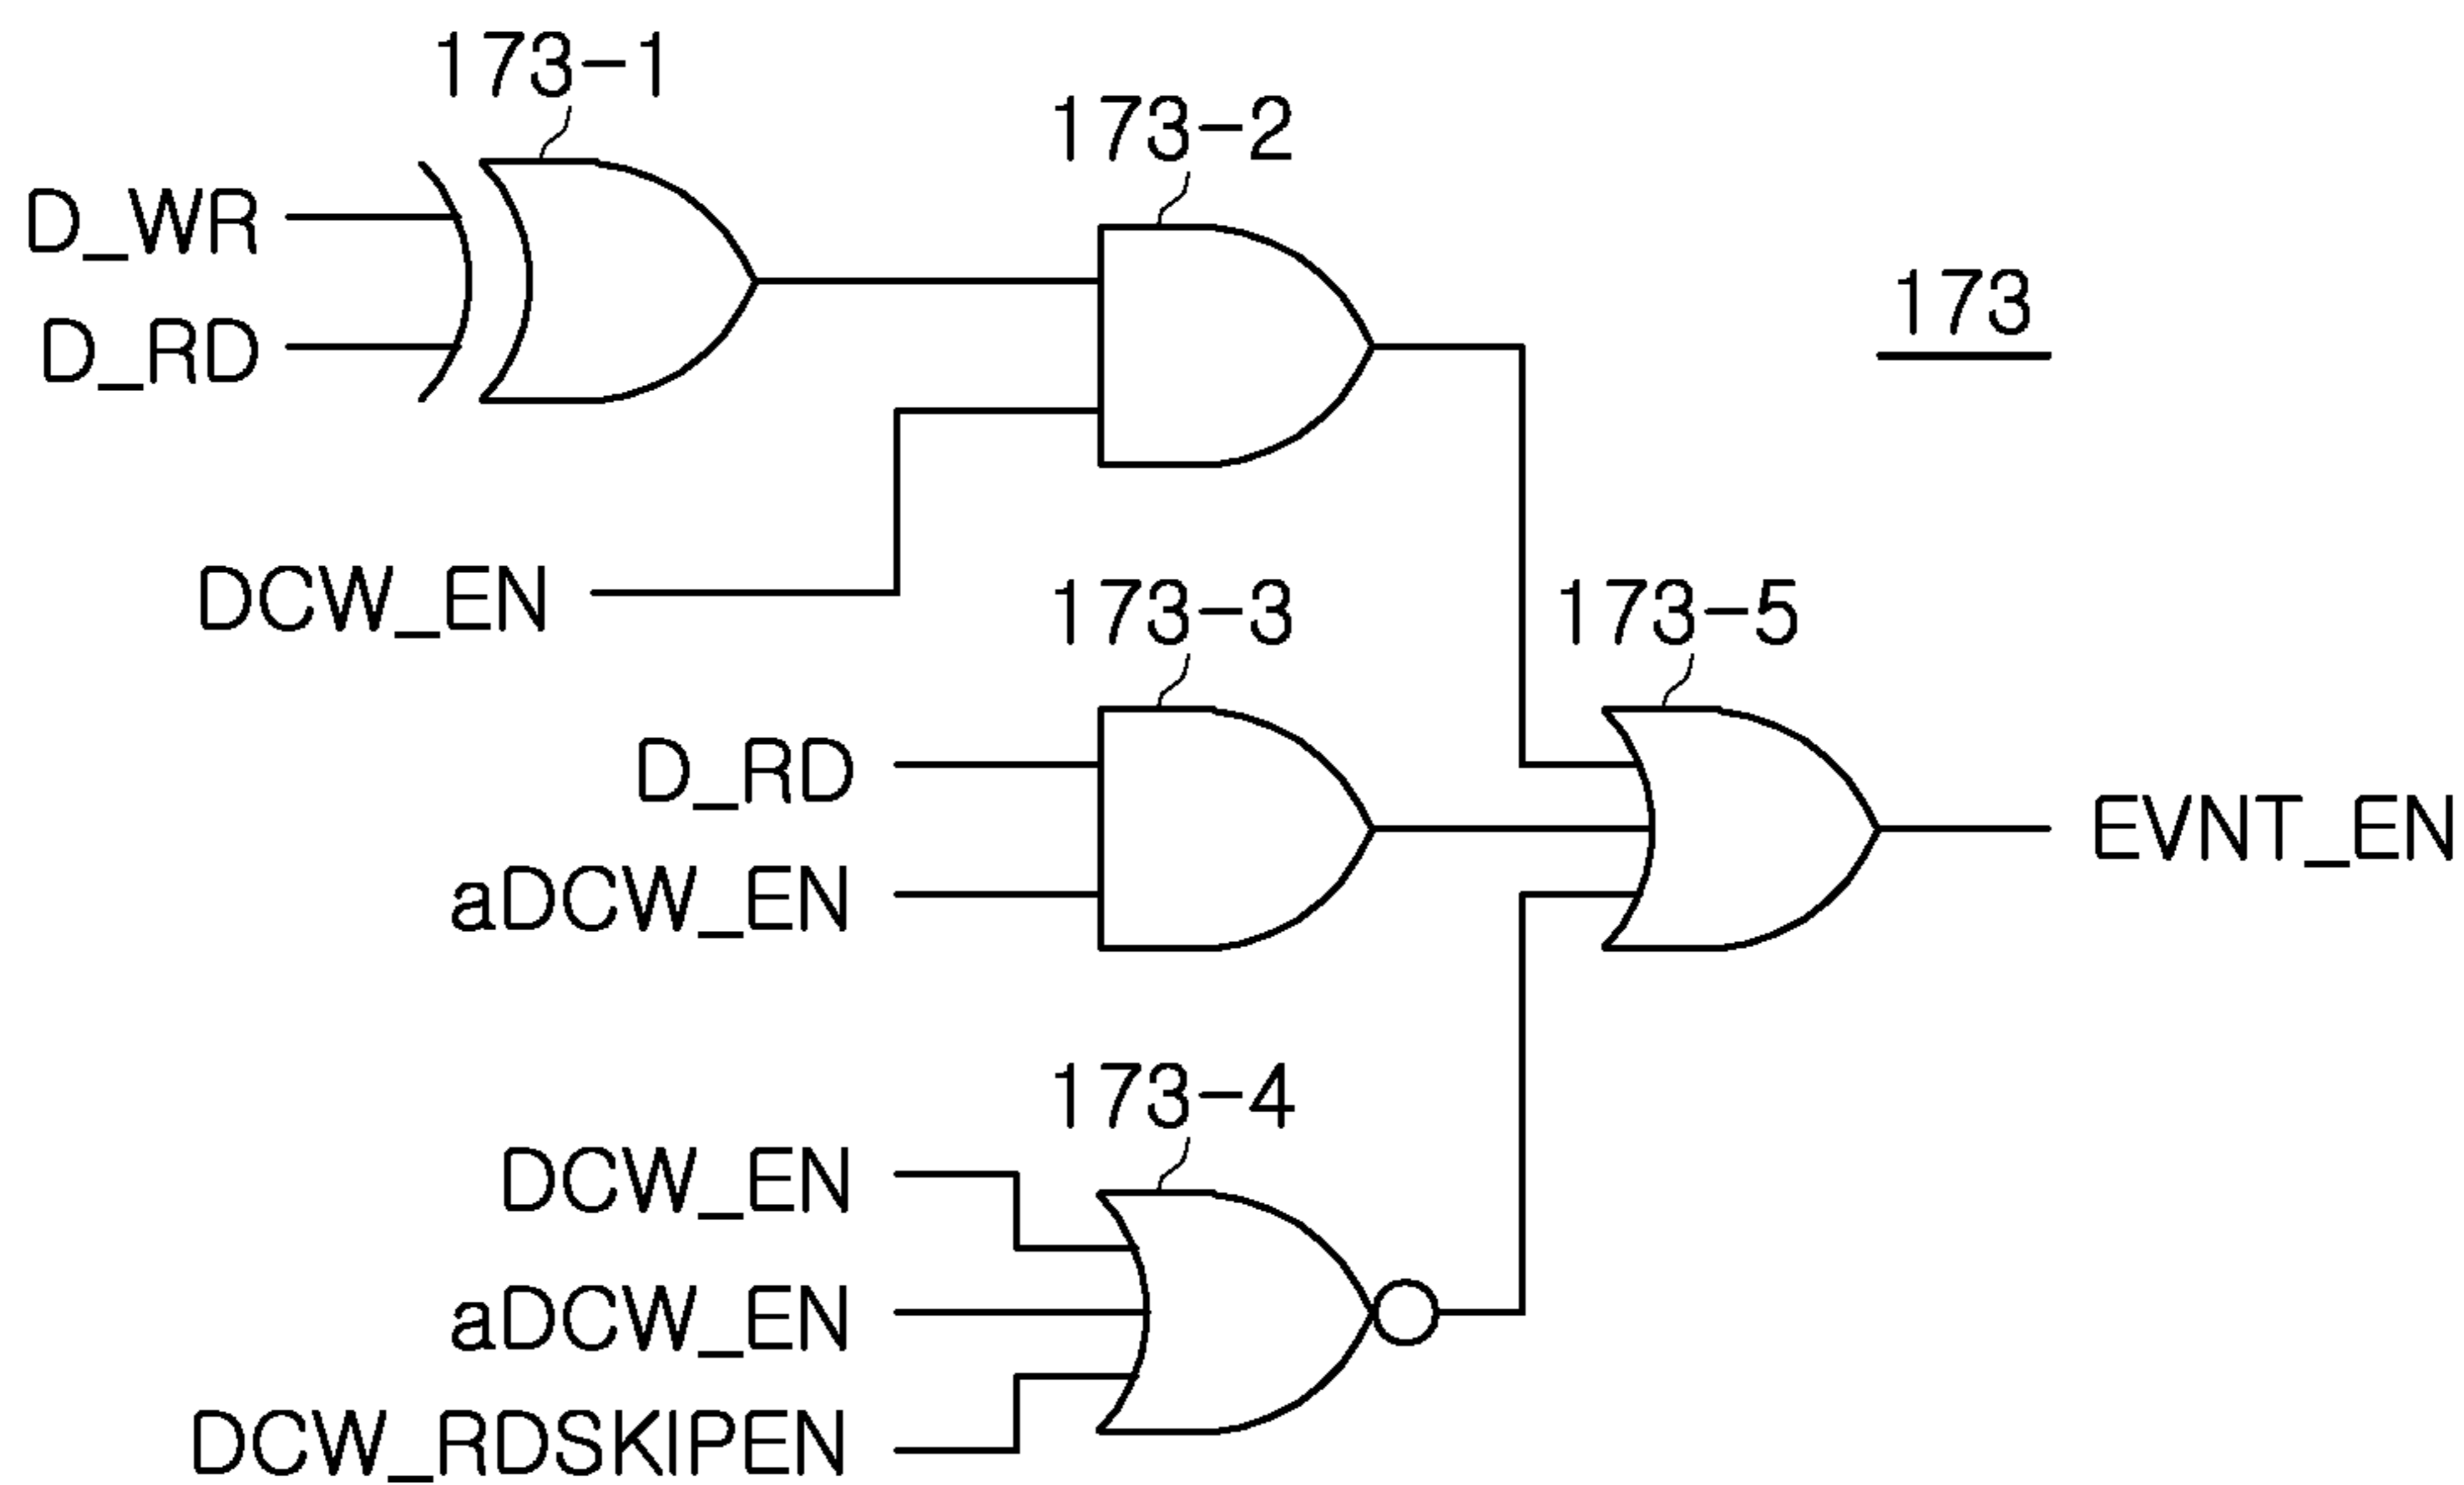 173-1
173-2
D_WR
173
D_RD
DCW_EN
173-3
173-5
D_RD
EVNT_EN
aDCW_EN
173-4
DCW_EN
aDCW_EN
DCW_RDSKIPEN